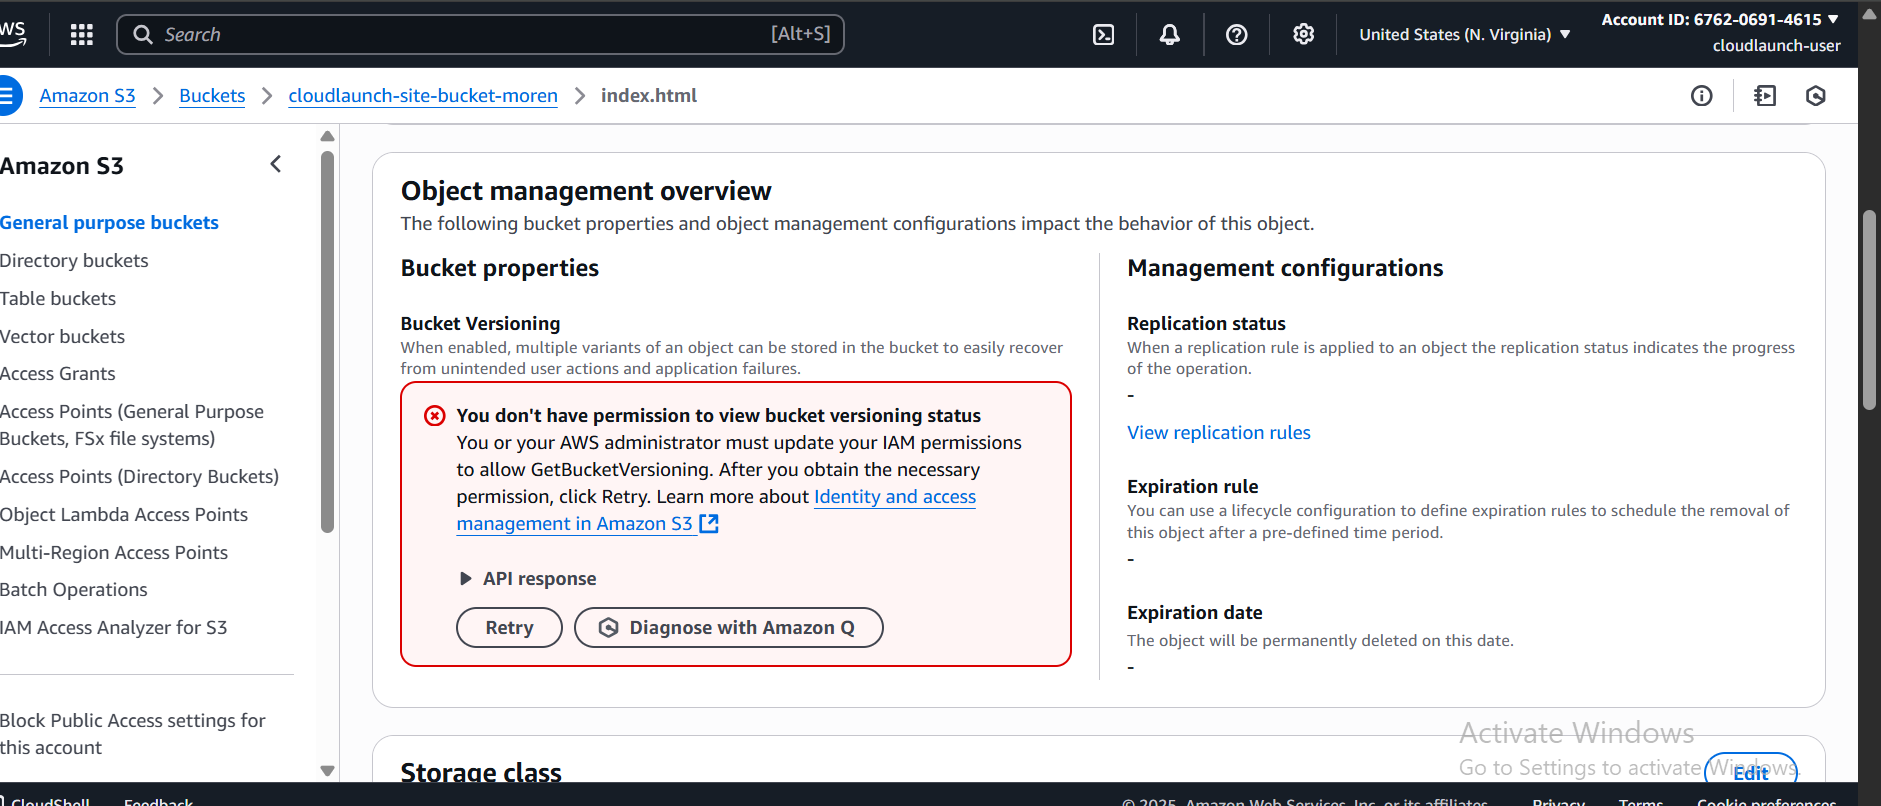 Search
[Alt+S]
United States (N. Virginia) ▼
Account ID: 6762-0691-4615 ▼
cloudlaunch-user
Amazon S3 > Buckets > cloudlaunch-site-bucket-moren > index.html
Amazon S3
General purpose buckets
Directory buckets
Table buckets
Vector buckets
Access Grants
Access Points (General Purpose
Buckets, FSx file systems)
Access Points (Directory Buckets)
Object Lambda Access Points
Multi-Region Access Points
Batch Operations
IAM Access Analyzer for S3
Block Public Access settings for
this account
Object management overview
The following bucket properties and object management configurations impact the behavior of this object.
Bucket properties
Bucket Versioning
When enabled, multiple variants of an object can be stored in the bucket to easily recover
from unintended user actions and application failures.
You don't have permission to view bucket versioning status
You or your AWS administrator must update your IAM permissions
to allow GetBucketVersioning. After you obtain the necessary
permission, click Retry. Learn more about Identity and access
management in Amazon S3
API response
Retry
Diagnose with Amazon Q
Management configurations
Replication status
When a replication rule is applied to an object the replication status indicates the progress
of the operation.
-
View replication rules
Expiration rule
You can use a lifecycle configuration to define expiration rules to schedule the removal of
this object after a pre-defined time period.
-
Expiration date
The object will be permanently deleted on this date.
-
Storage class
Edit
Activate Windows
Go to Settings to activate Windows.
CloudShell
Feedback
© 2025, Amazon Web Services, Inc. or its affiliates.
Privacy
Terms
Cookie preferences